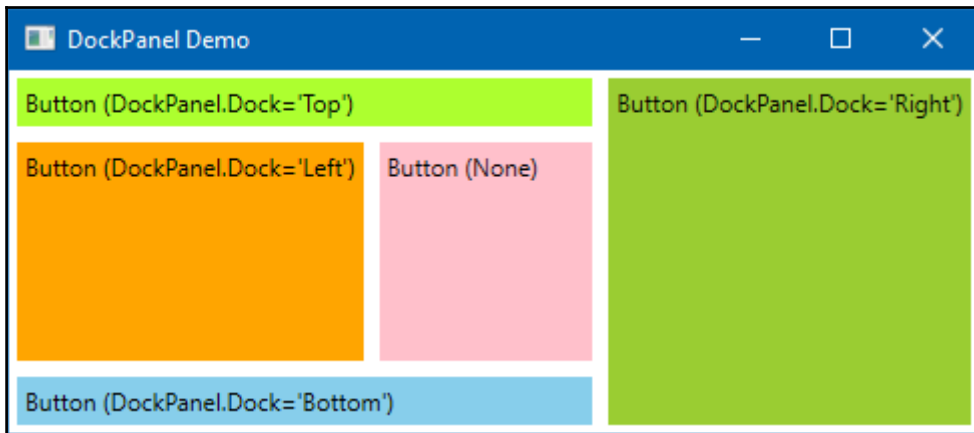 DockPanel Demo
Button (DockPanel.Dock='Top')
Button (DockPanel.Dock='Right')
Button (DockPanel.Dock='Left')
Button (None)
Button (DockPanel.Dock='Bottom')